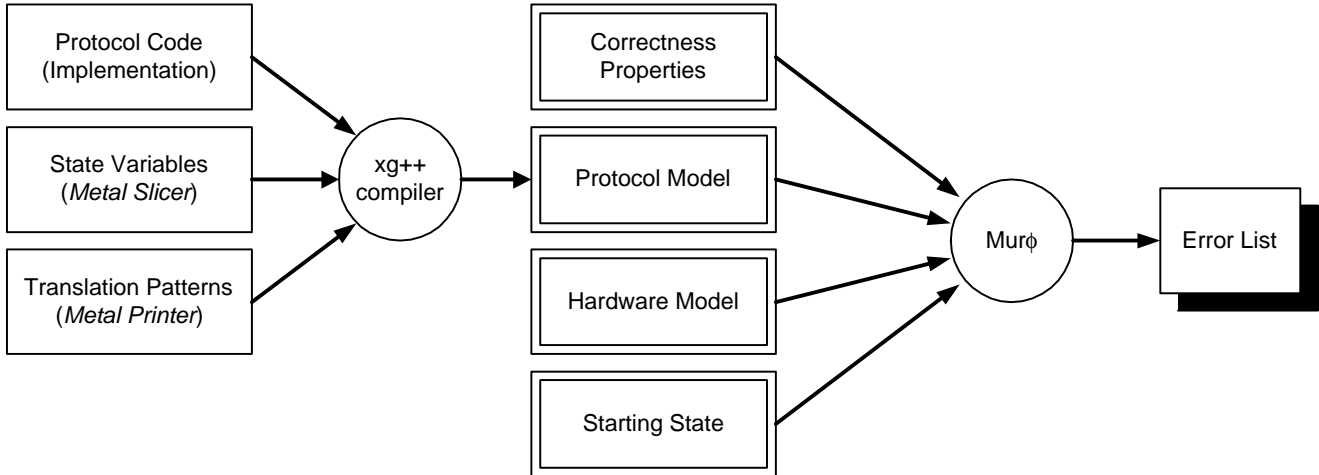 Protocol Code
(Implementation)
State Variables
(Metal Slicer)
Translation Patterns
(Metal Printer)
xg++
compiler
Correctness
Properties
Protocol Model
Hardware Model
Starting State
Murϕ
Error List